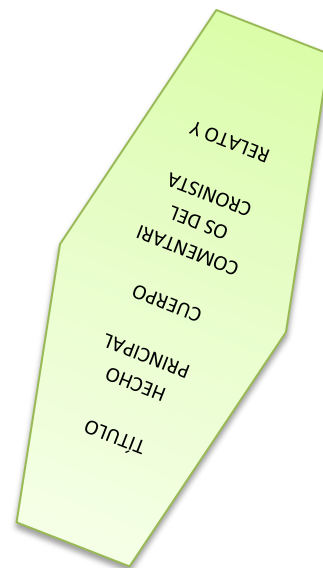 TÍTULO
HECHO
PRINCIPAL
CUERPO
COMENTARI
OS DEL
CRONISTA
RELATO Y